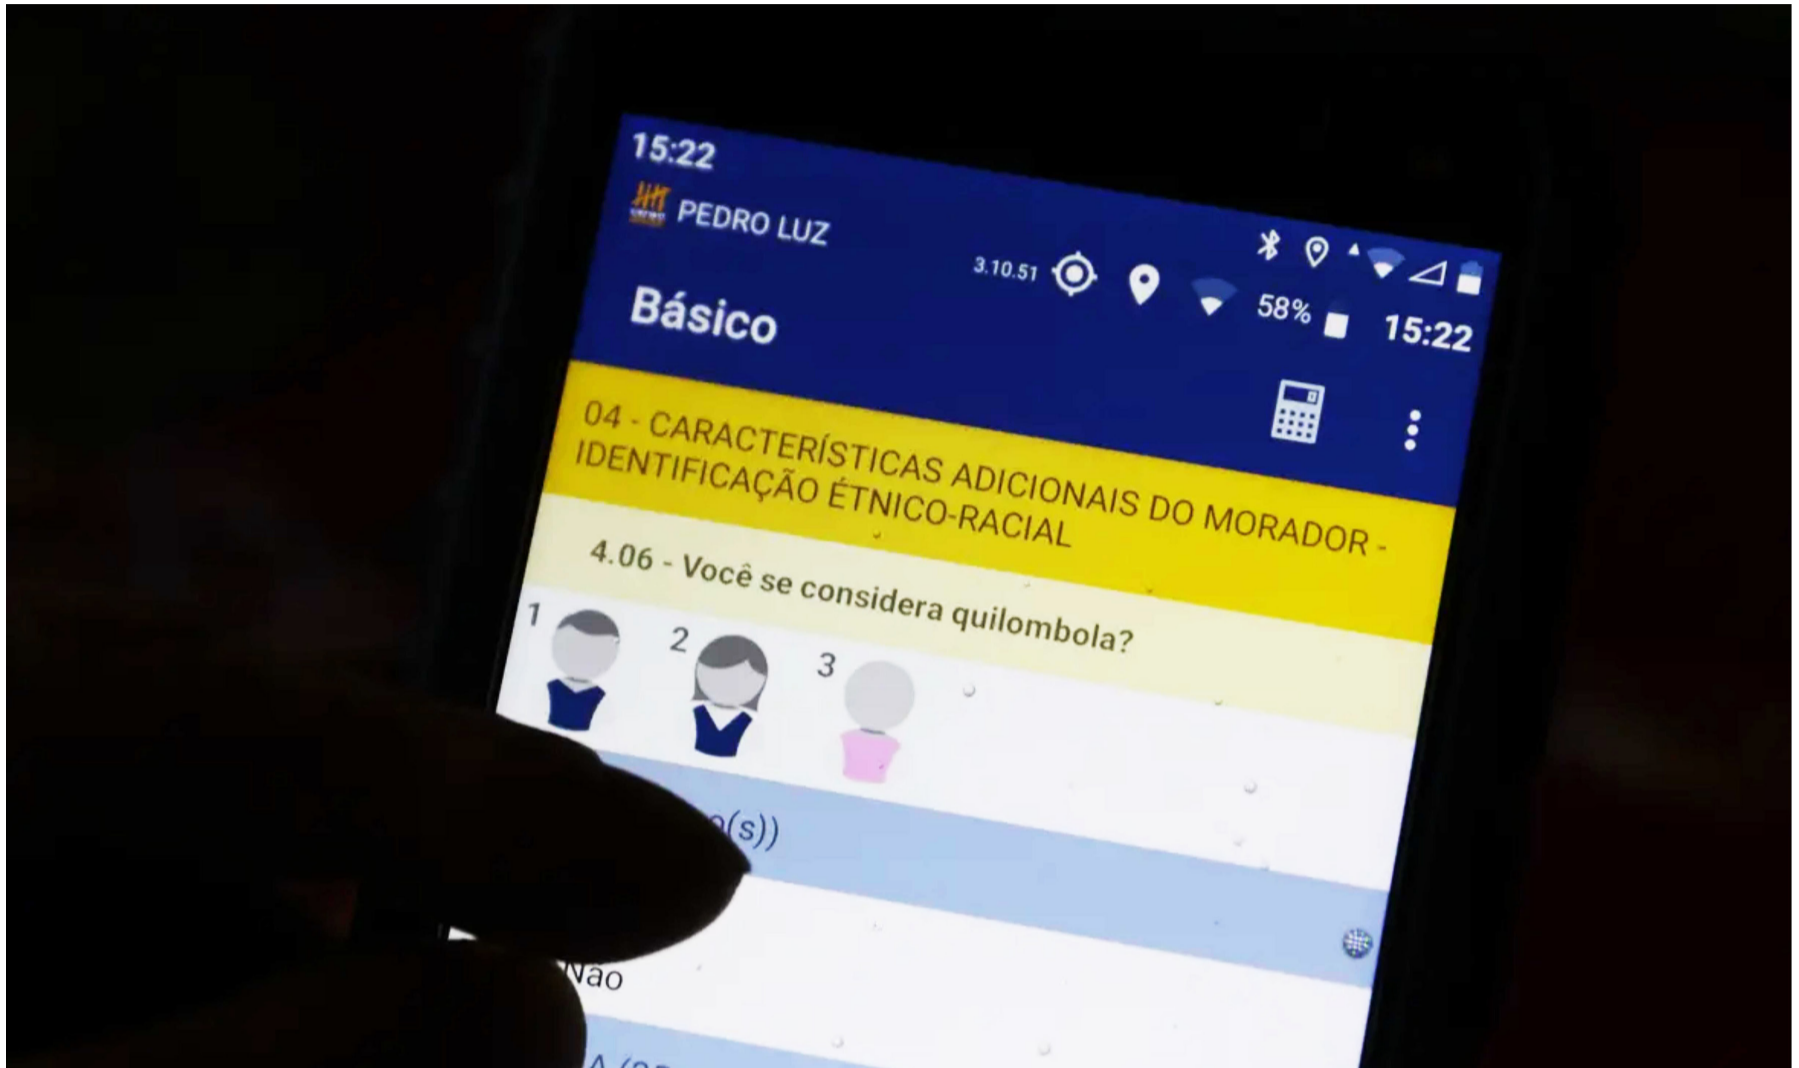 15:22
PEDRO LUZ
3.10.51
58%
15:22
Básico
04 - CARACTERÍSTICAS ADICIONAIS DO MORADOR -
IDENTIFICAÇÃO ÉTNICO-RACIAL
4.06 - Você se considera quilombola?
1 2 3
o(s))
Não